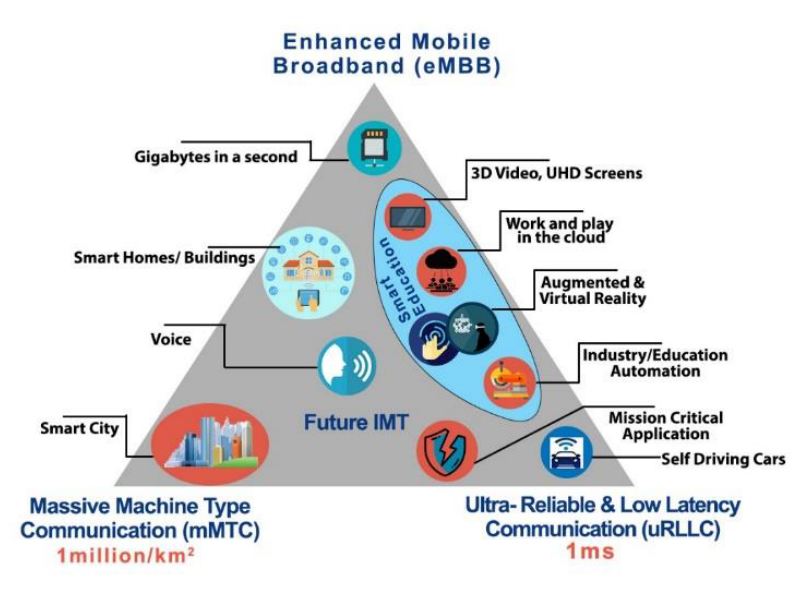 Enhanced Mobile
Broadband (eMBB)
Gigabytes in a second
3D Video, UHD Screens
Work and play
in the cloud
Smart Homes/ Buildings
Smart
Education
Augmented &
Virtual Reality
Voice
Industry/Education
Automation
Future IMT
Mission Critical
Application
Smart City
Self Driving Cars
Massive Machine Type
Communication (mMTC)
1million/km²
Ultra- Reliable & Low Latency
Communication (uRLLC)
1ms